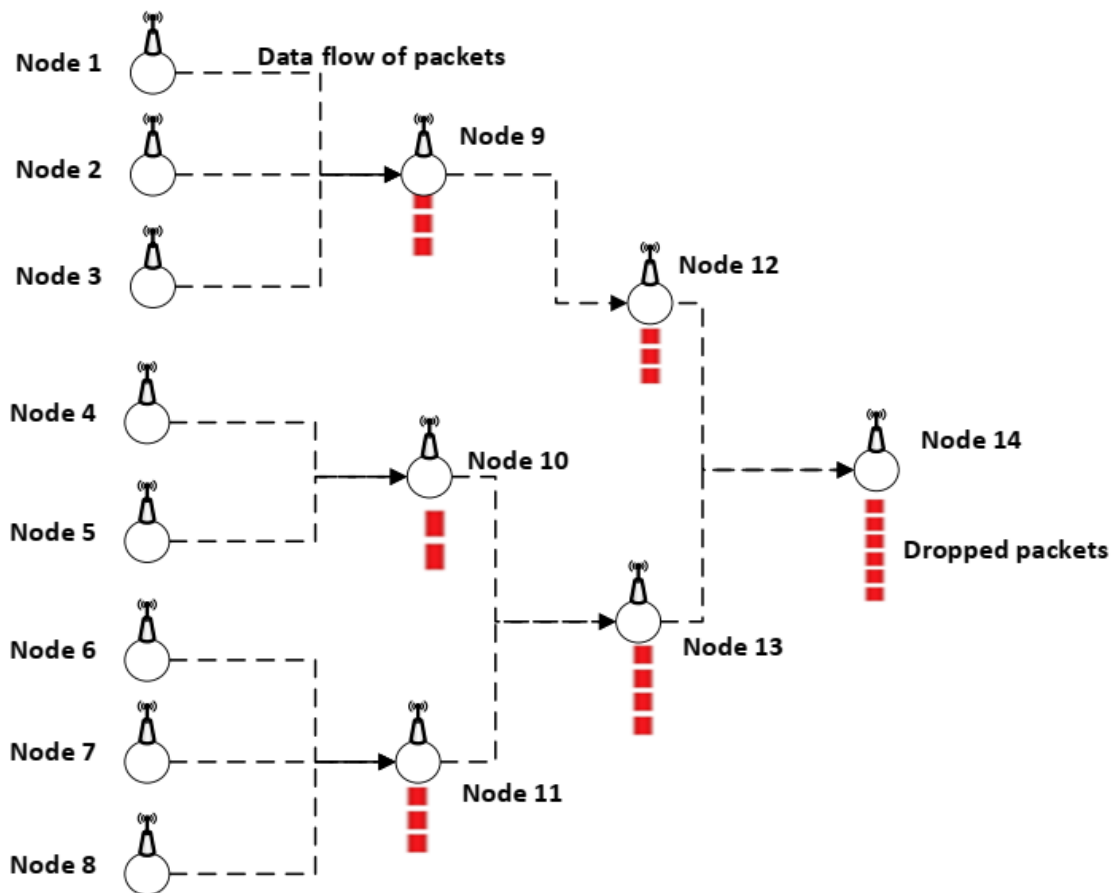 Node 1
Data flow of packets
Node 2
Node 9
Node 3
Node 12
Node 4
Node 10
Node 14
Node 5
Dropped packets
Node 6
Node 13
Node 7
Node 11
Node 8